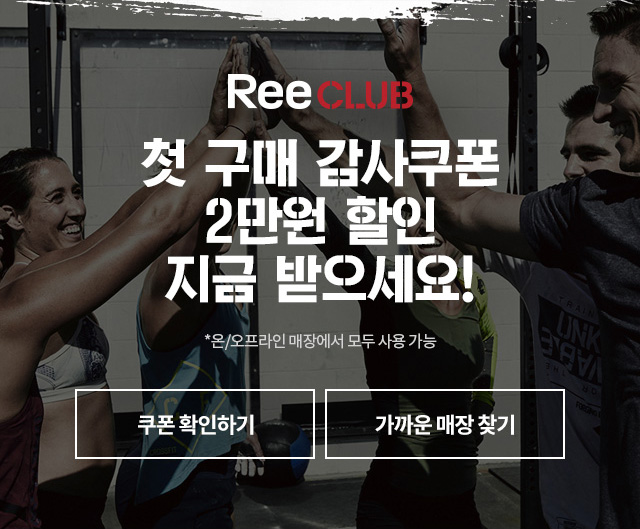 Ree CLUB
첫 구매 감사쿠폰
2만원 할인
지금 받으세요!
*온/오프라인 매장에서 모두 사용 가능
쿠폰 확인하기
가까운 매장 찾기